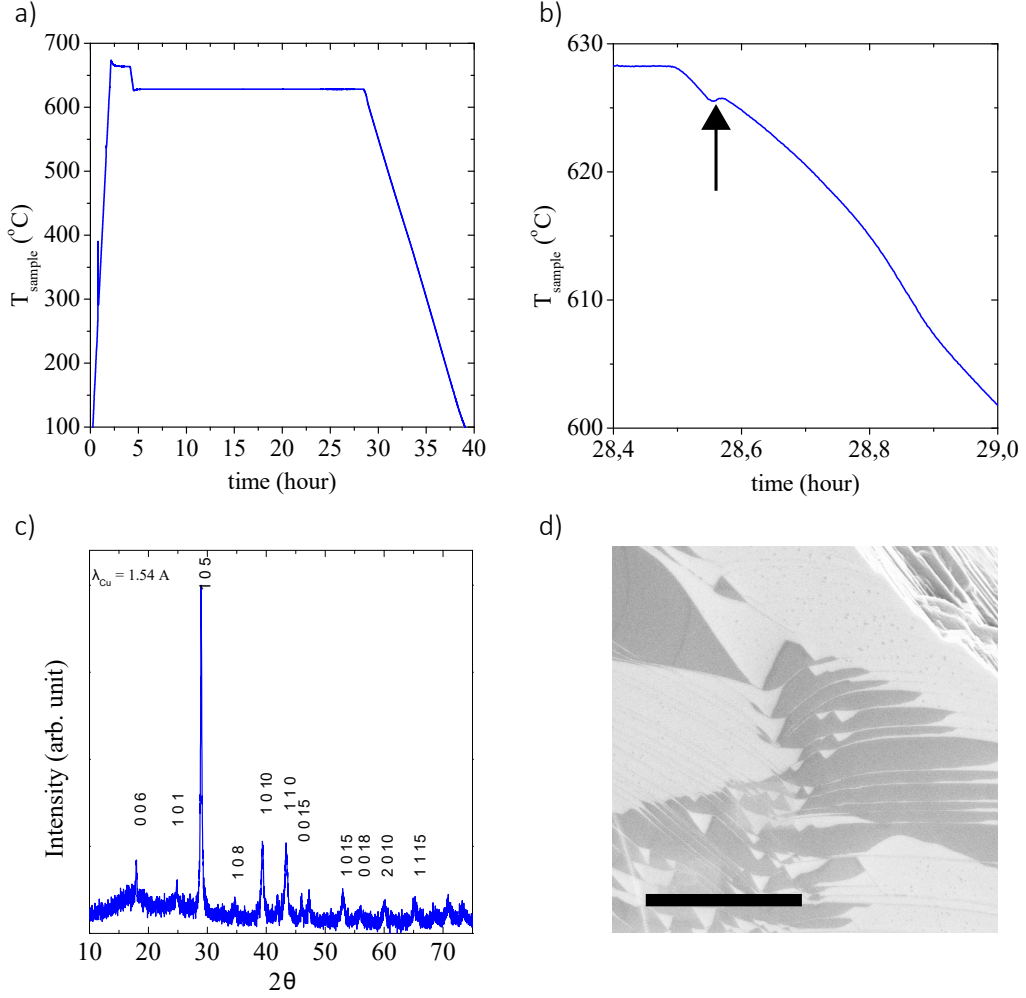 a)
700
600
500
400
300
200
100
T sample (°C)
0 5 10 15 20 25 30 35 40
time (hour)
b)
630
620
610
600
T sample (°C)
28,4 28,6 28,8 29,0
time (hour)
c)
λCu = 1.54 A
Intensity (arb. unit)
0 0 6
1 0 1
1 0 5
1 0 8
1 0 10
1 1 0
0 0 15
1 0 15
0 0 18
2 0 10
1 1 15
10 20 30 40 50 60 70
2θ
d)